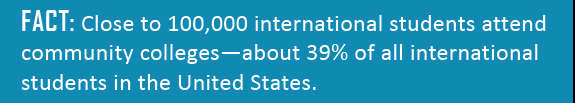 FACT: Close to 100,000 international students attend
community colleges—about 39% of all international
students in the United States.